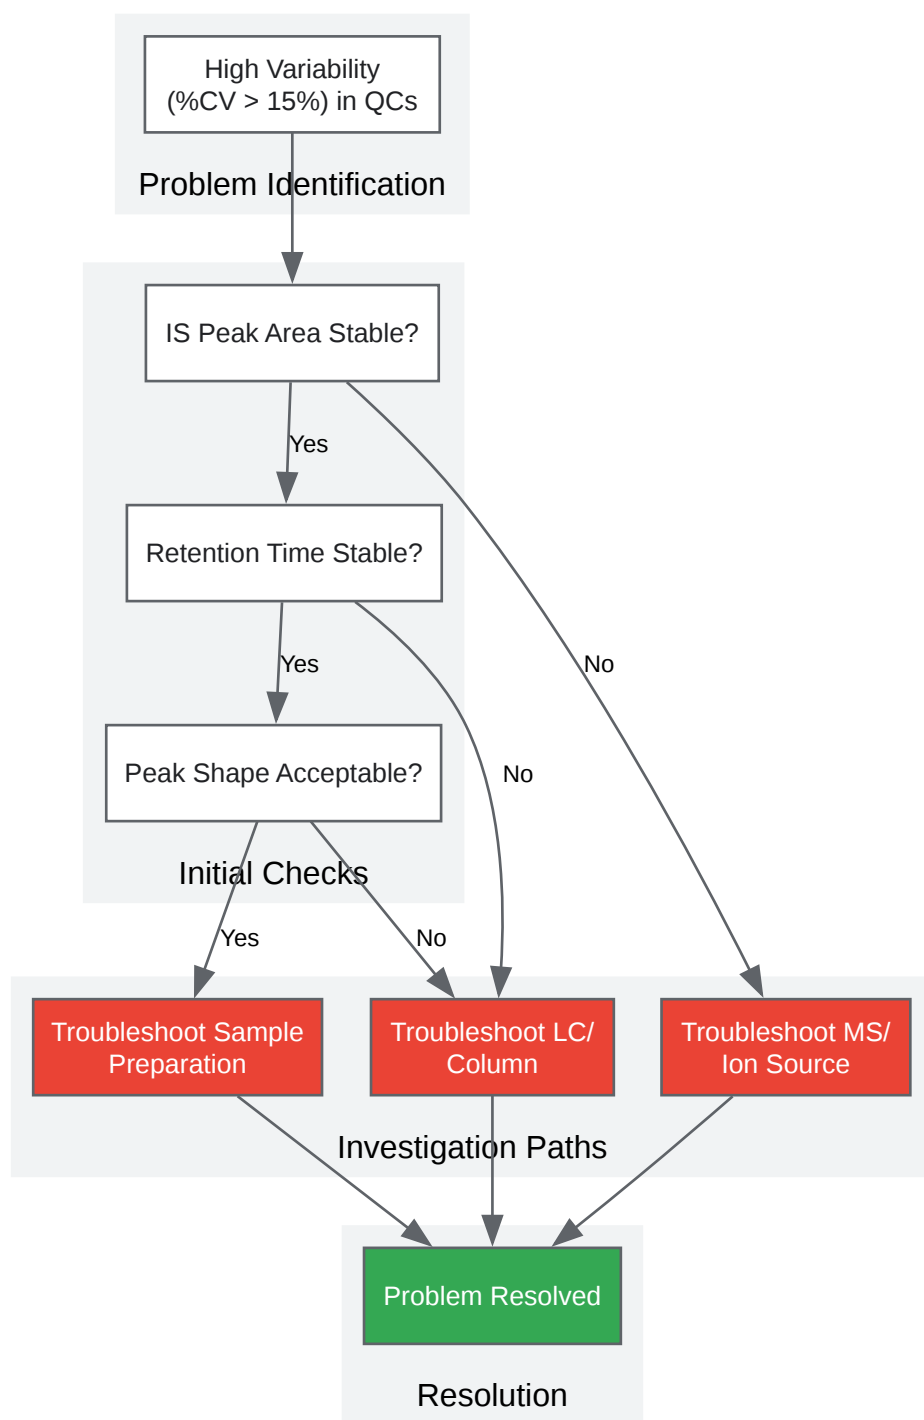 High Variability
(%CV > 15%) in QCs
Problem Identification
IS Peak Area Stable?
Yes
Retention Time Stable?
Yes
No
Peak Shape Acceptable?
No
Initial Checks
Yes
No
Troubleshoot Sample
Preparation
Troubleshoot LC/
Column
Troubleshoot MS/
Ion Source
Investigation Paths
Problem Resolved
Resolution